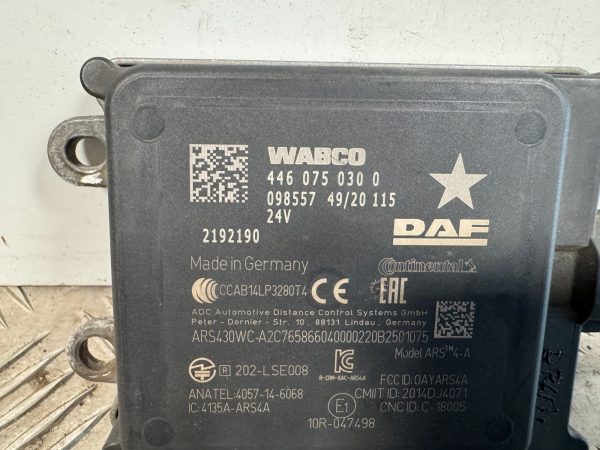 WABCO
446 075 030 0
098557 49/20 115
24V
DAF
2192190
Made in Germany
Continental
CCAB14LP3280T4 CE EAC
ADC Automotive Distance Control Systems GmbH
Peter - Dornier - Str. 10 , 88131 Lindau , Germany
ARS430WC-A2C765866040000220B2501075
Model ARS™4-A
R 202-LSE008
R-CRM-SAC-ARS4A
FCC ID: OAYARS4A
ANATEL: 4057-14-6068
CMIIT ID: 2014DJ4071
IC: 4135A-ARS4A
E1
CNC ID: C-18005
10R-047498